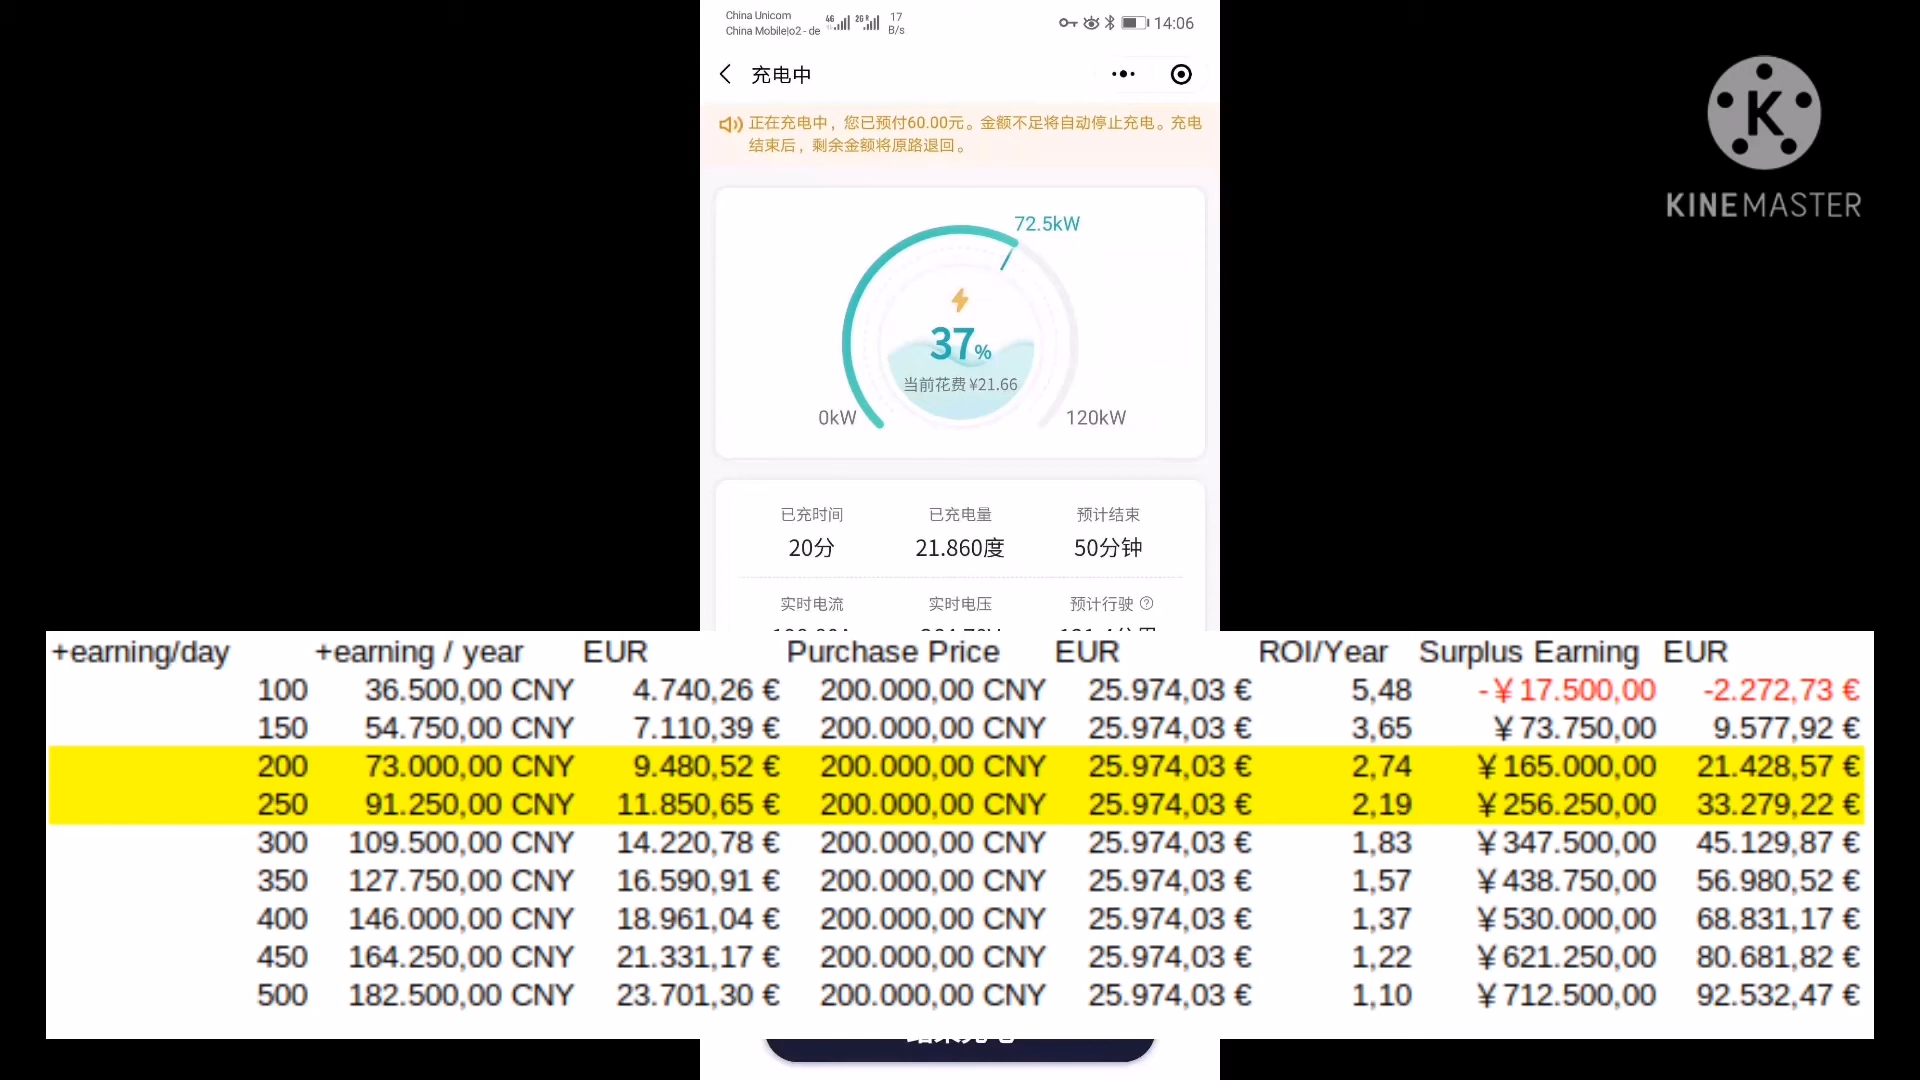 China Unicom
China Mobile|o2 - de
4G
2G R
17
B/s
14:06
充电中
正在充电中，您已预付60.00元。金额不足将自动停止充电。充电
结束后，剩余金额将原路退回。
K
KINEMASTER
72.5kW
37%
当前花费¥21.66
0kW
120kW
已充时间 已充电量 预计结束
20分 21.860度 50分钟
实时电流 实时电压 预计行驶
+earning/day +earning / year EUR Purchase Price EUR ROI/Year Surplus Earning EUR
100 36.500,00 CNY 4.740,26 € 200.000,00 CNY 25.974,03 € 5,48 -¥17.500,00 -2.272,73 €
150 54.750,00 CNY 7.110,39 € 200.000,00 CNY 25.974,03 € 3,65 ¥73.750,00 9.577,92 €
200 73.000,00 CNY 9.480,52 € 200.000,00 CNY 25.974,03 € 2,74 ¥165.000,00 21.428,57 €
250 91.250,00 CNY 11.850,65 € 200.000,00 CNY 25.974,03 € 2,19 ¥256.250,00 33.279,22 €
300 109.500,00 CNY 14.220,78 € 200.000,00 CNY 25.974,03 € 1,83 ¥347.500,00 45.129,87 €
350 127.750,00 CNY 16.590,91 € 200.000,00 CNY 25.974,03 € 1,57 ¥438.750,00 56.980,52 €
400 146.000,00 CNY 18.961,04 € 200.000,00 CNY 25.974,03 € 1,37 ¥530.000,00 68.831,17 €
450 164.250,00 CNY 21.331,17 € 200.000,00 CNY 25.974,03 € 1,22 ¥621.250,00 80.681,82 €
500 182.500,00 CNY 23.701,30 € 200.000,00 CNY 25.974,03 € 1,10 ¥712.500,00 92.532,47 €